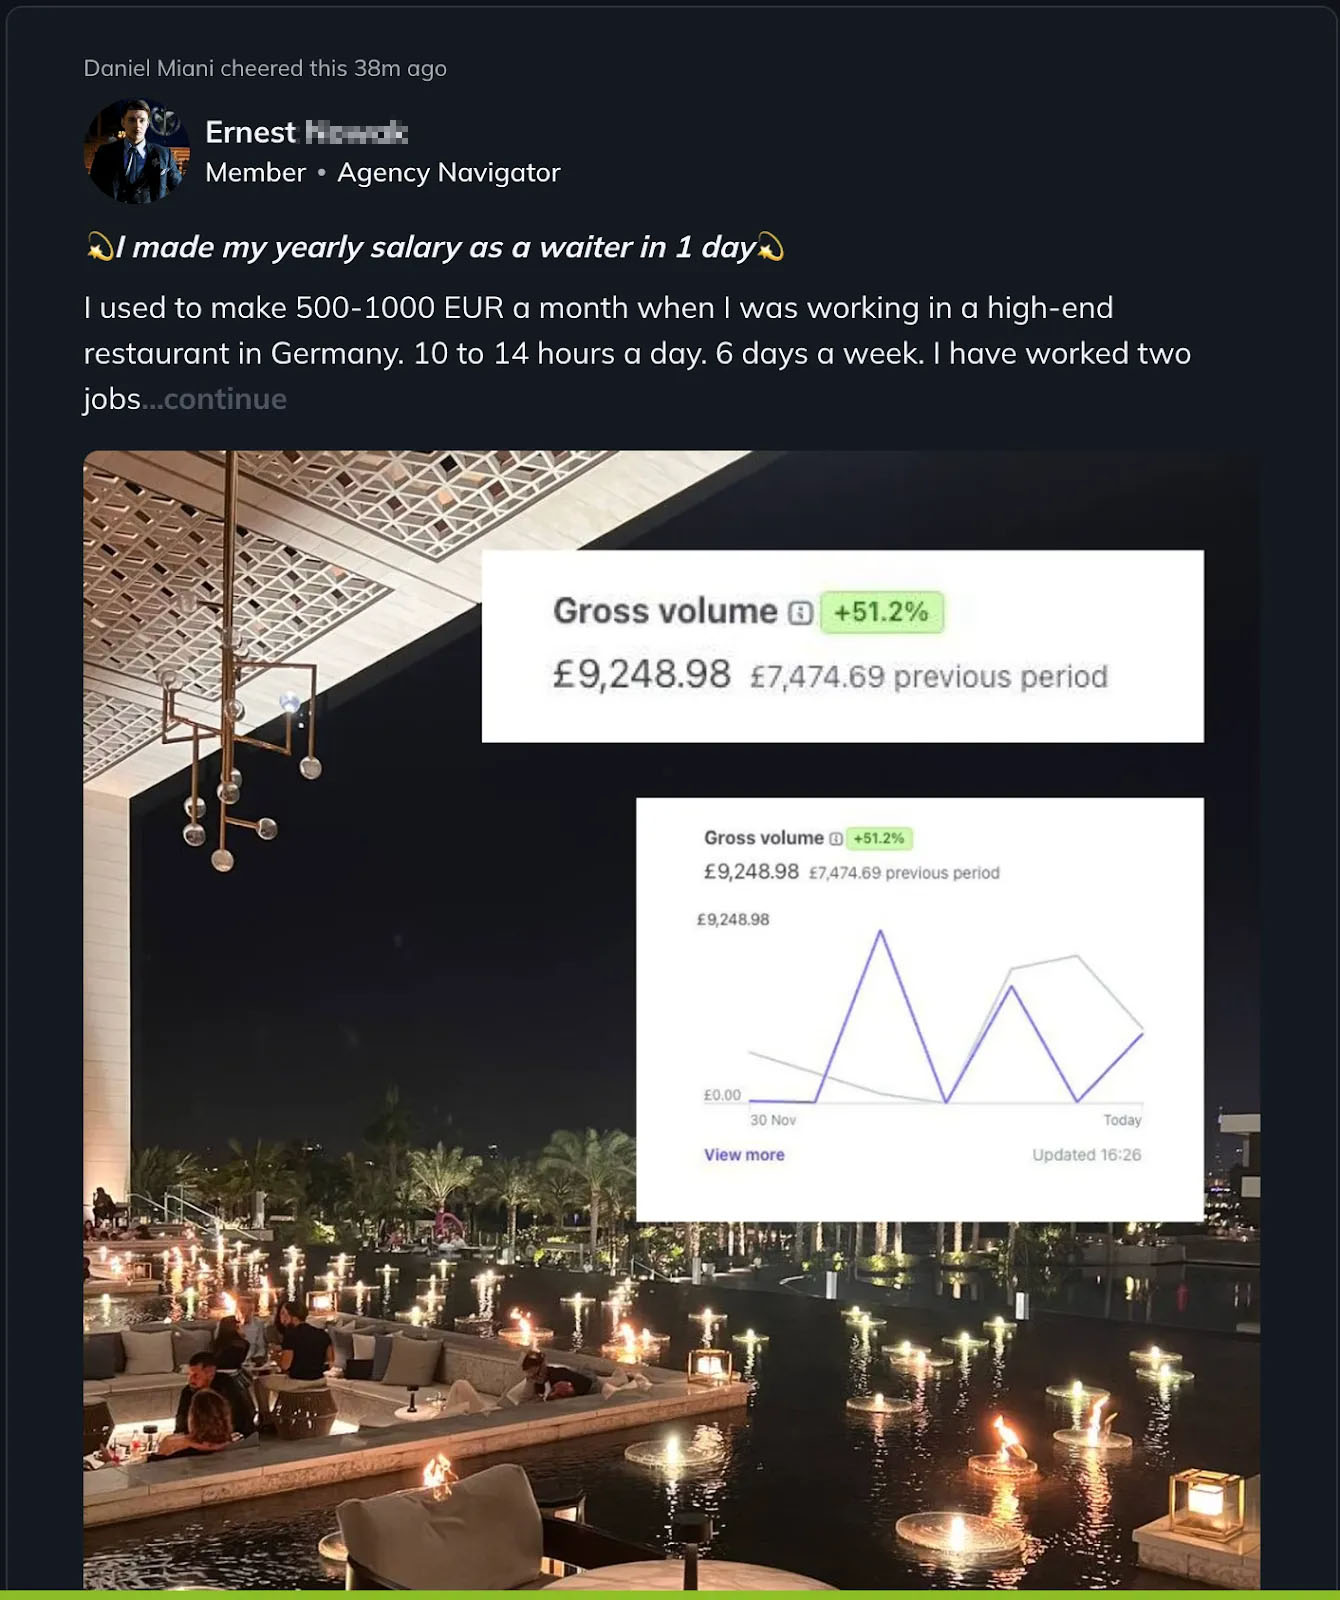 Daniel Miani cheered this 38m ago
Ernest
Member • Agency Navigator
💫I made my yearly salary as a waiter in 1 day💫
I used to make 500-1000 EUR a month when I was working in a high-end
restaurant in Germany. 10 to 14 hours a day. 6 days a week. I have worked two
jobs...continue
Gross volume +51.2%
£9,248.98 £7,474.69 previous period
Gross volume +51.2%
£9,248.98 £7,474.69 previous period
£9,248.98
£0.00
30 Nov Today
View more Updated 16:26